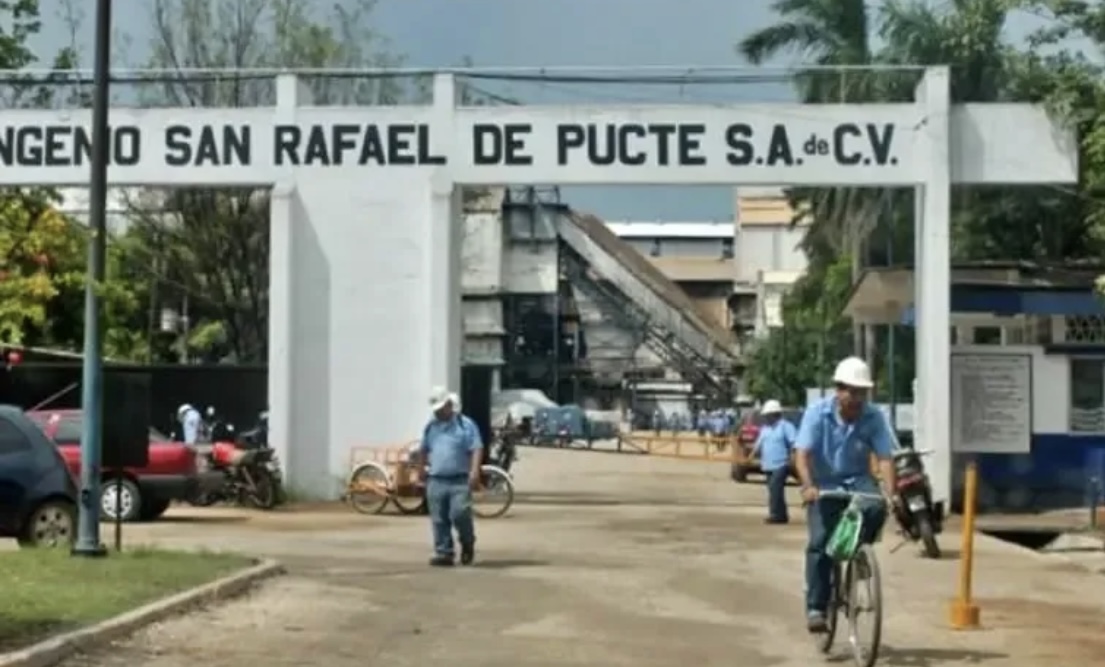 NGENIO SAN RAFAEL DE PUCTE S.A. de C.V.